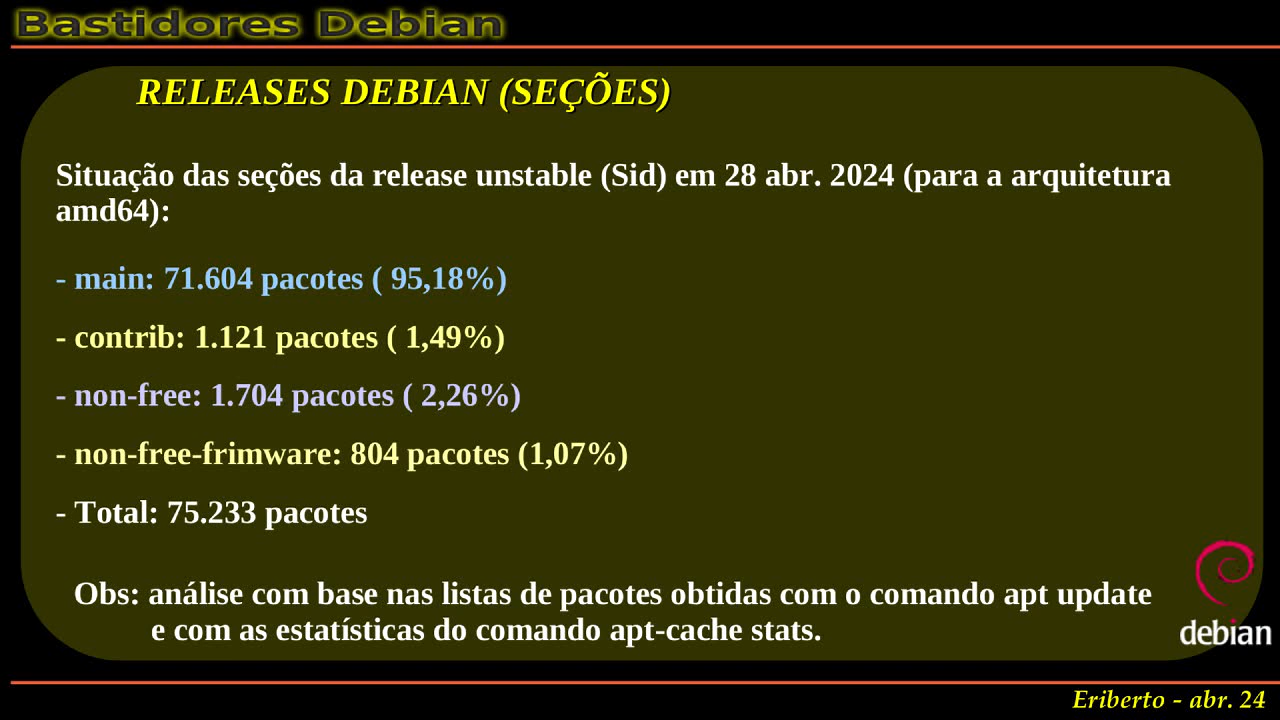 Bastidores Debian
RELEASES DEBIAN (SEÇÕES)
Situação das seções da release unstable (Sid) em 28 abr. 2024 (para a arquitetura
amd64):
- main: 71.604 pacotes ( 95,18%)
- contrib: 1.121 pacotes ( 1,49%)
- non-free: 1.704 pacotes ( 2,26%)
- non-free-frimware: 804 pacotes (1,07%)
- Total: 75.233 pacotes
Obs: análise com base nas listas de pacotes obtidas com o comando apt update
e com as estatísticas do comando apt-cache stats.
debian
Eriberto - abr. 24